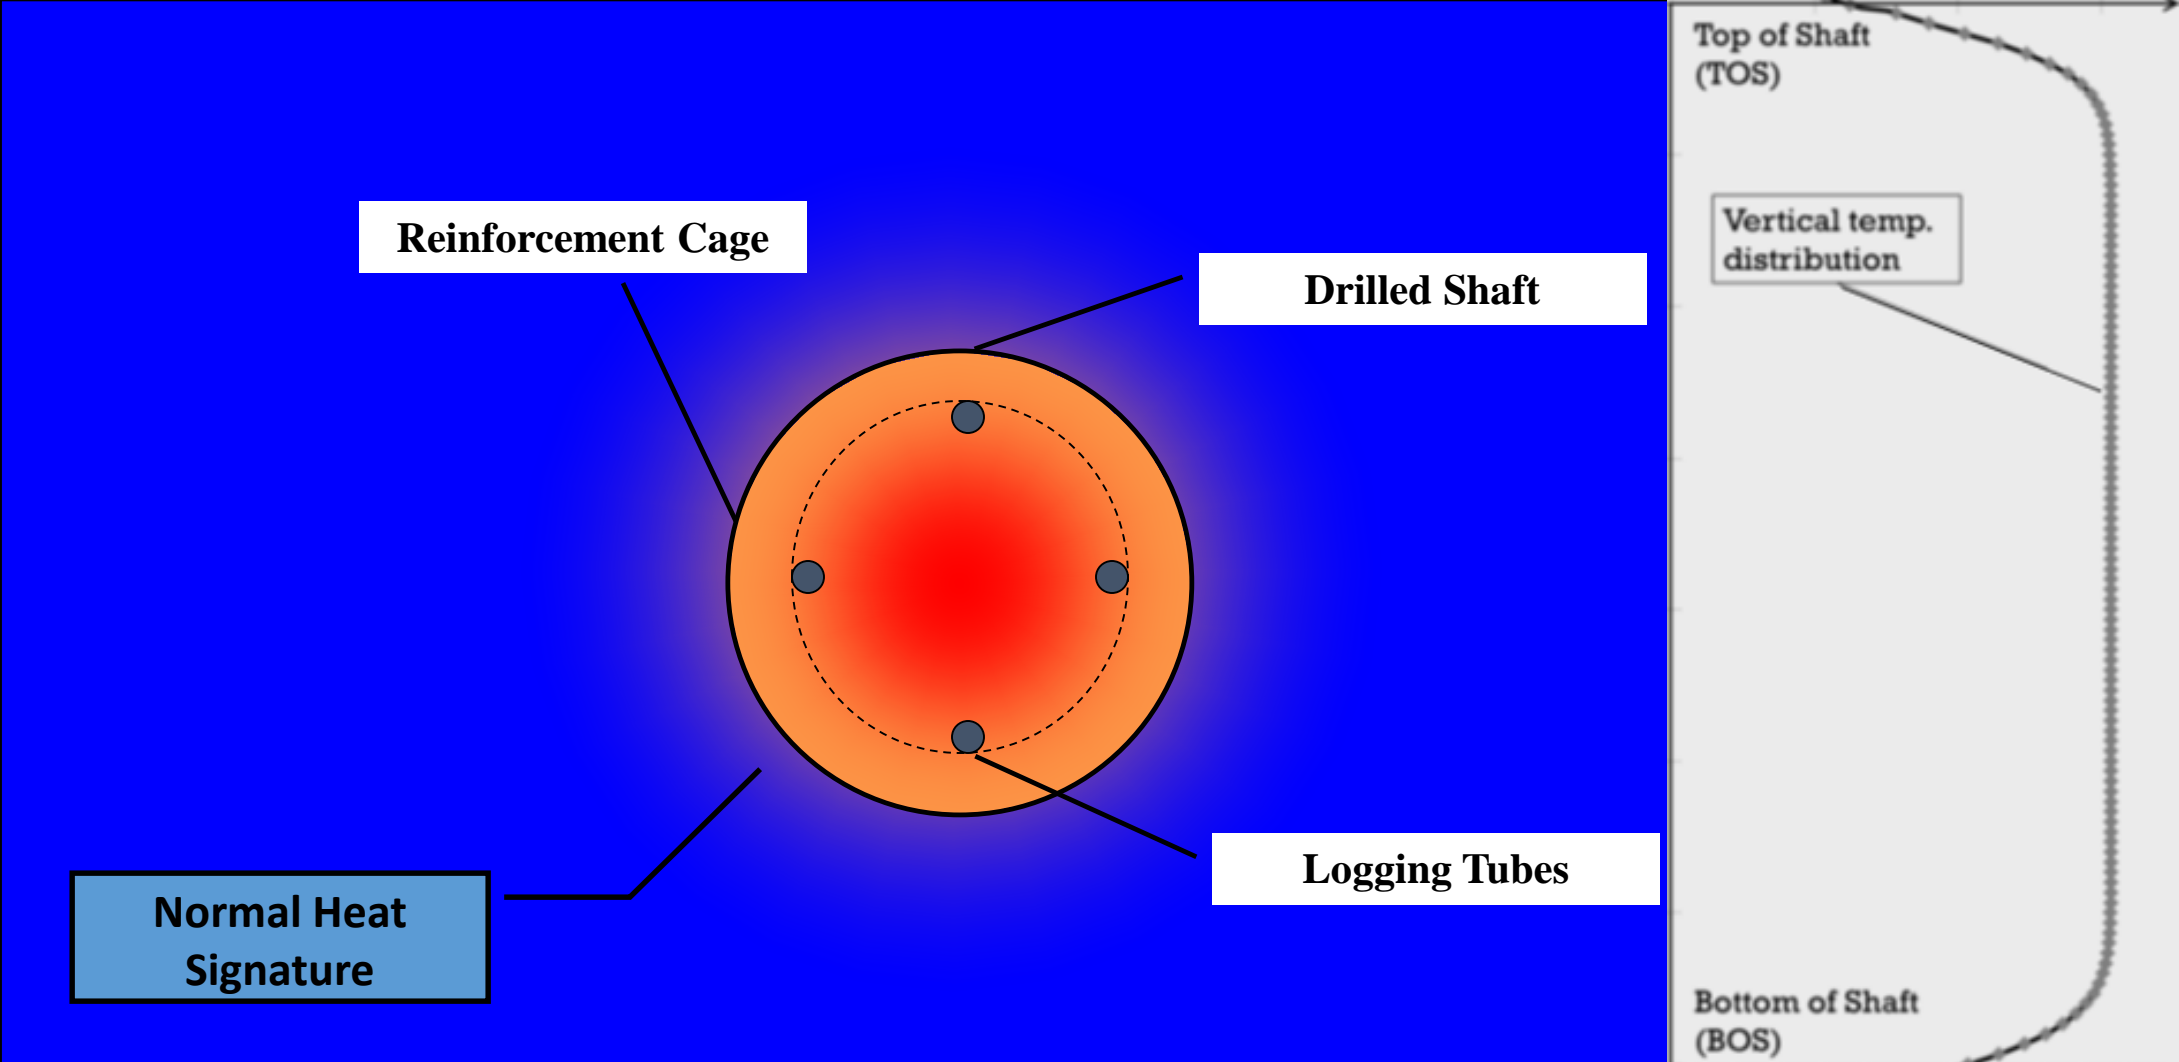 Top of Shaft
(TOS)
Reinforcement Cage
Vertical temp.
distribution
Drilled Shaft
Logging Tubes
Normal Heat
Signature
Bottom of Shaft
(BOS)